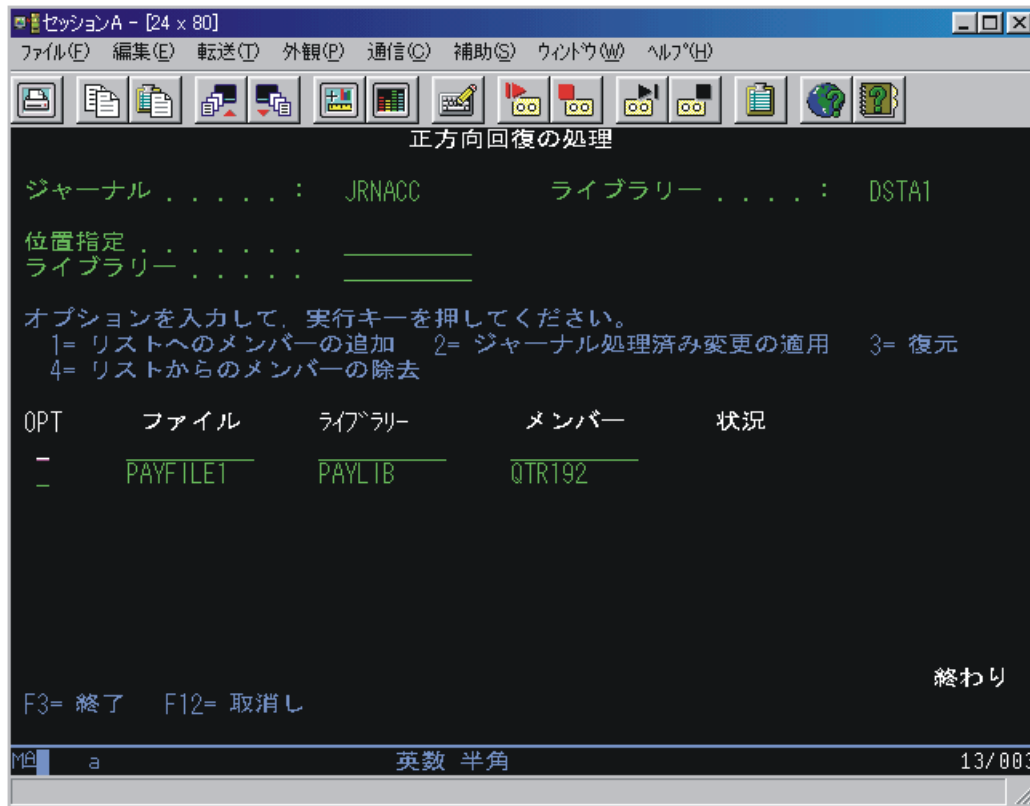 セッションA - [24 x 80]
ファイル(F) 編集(E) 転送(T) 外観(P) 通信(C) 補助(S) ウィンドウ(W) ヘルプ(H)
正方向回復の処理
ジャーナル . . . . . : JRNACC ライブラリー . . . . : DSTA1
位置指定 . . . . . . .
ライブラリー . . . . .
オプションを入力して, 実行キーを押してください。
1= リストへのメンバーの追加 2= ジャーナル処理済み変更の適用 3= 復元
4= リストからのメンバーの除去
OPT ファイル ライブラリー メンバー 状況
PAYFILE1 PAYLIB QTR192
終わり
F3= 終了 F12= 取消し
MA a 英数 半角 13/003